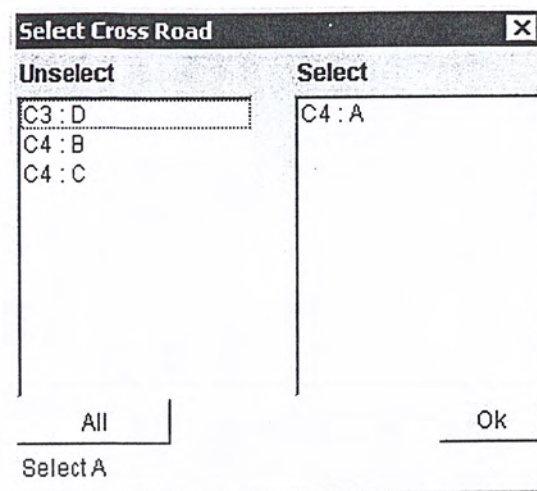 Select Cross Road
Unselect
Select
C3 : D
C4 : B
C4 : C
C4 : A
All
Ok
Select A